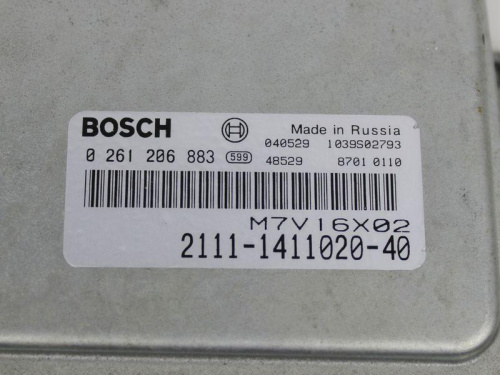 BOSCH Made in Russia
040529 1039S02793
0 261 206 883 599 48529 8701 0110
M7V16X02
2111-1411020-40